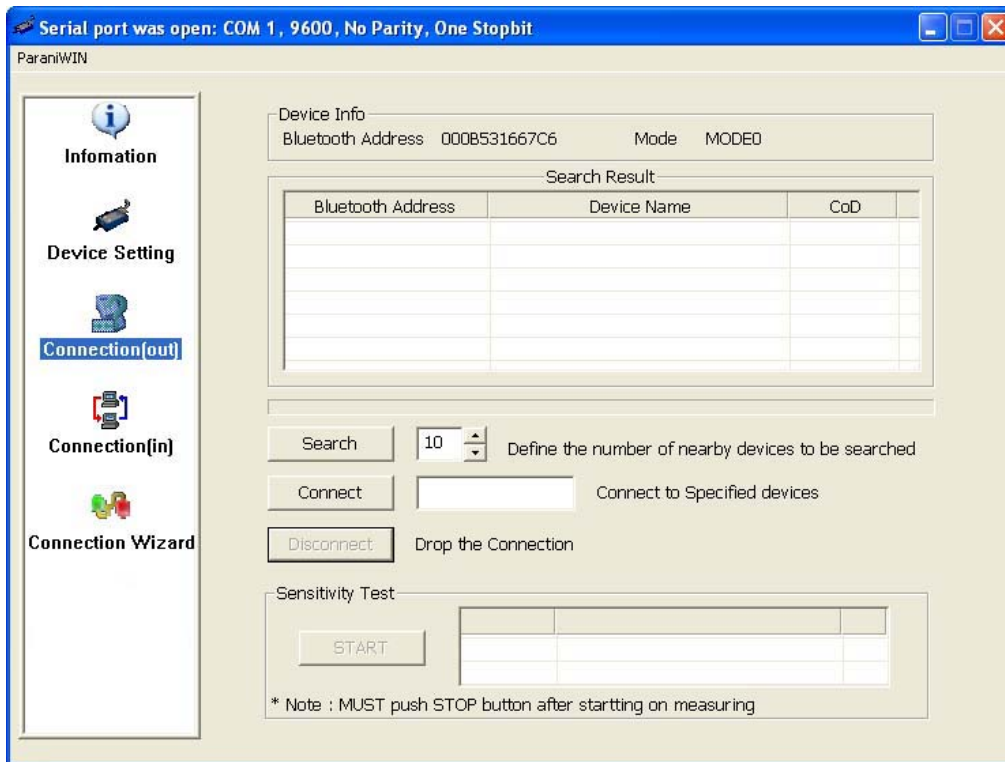 Serial port was open: COM 1, 9600, No Parity, One Stopbit
ParaniWIN
Infomation
Device Setting
Connection(out)
Connection(in)
Connection Wizard
Device Info
Bluetooth Address 000B531667C6 Mode MODE0
Search Result
Bluetooth Address Device Name CoD
Search 10 Define the number of nearby devices to be searched
Connect Connect to Specified devices
Disconnect Drop the Connection
Sensitivity Test
START
* Note : MUST push STOP button after startting on measuring